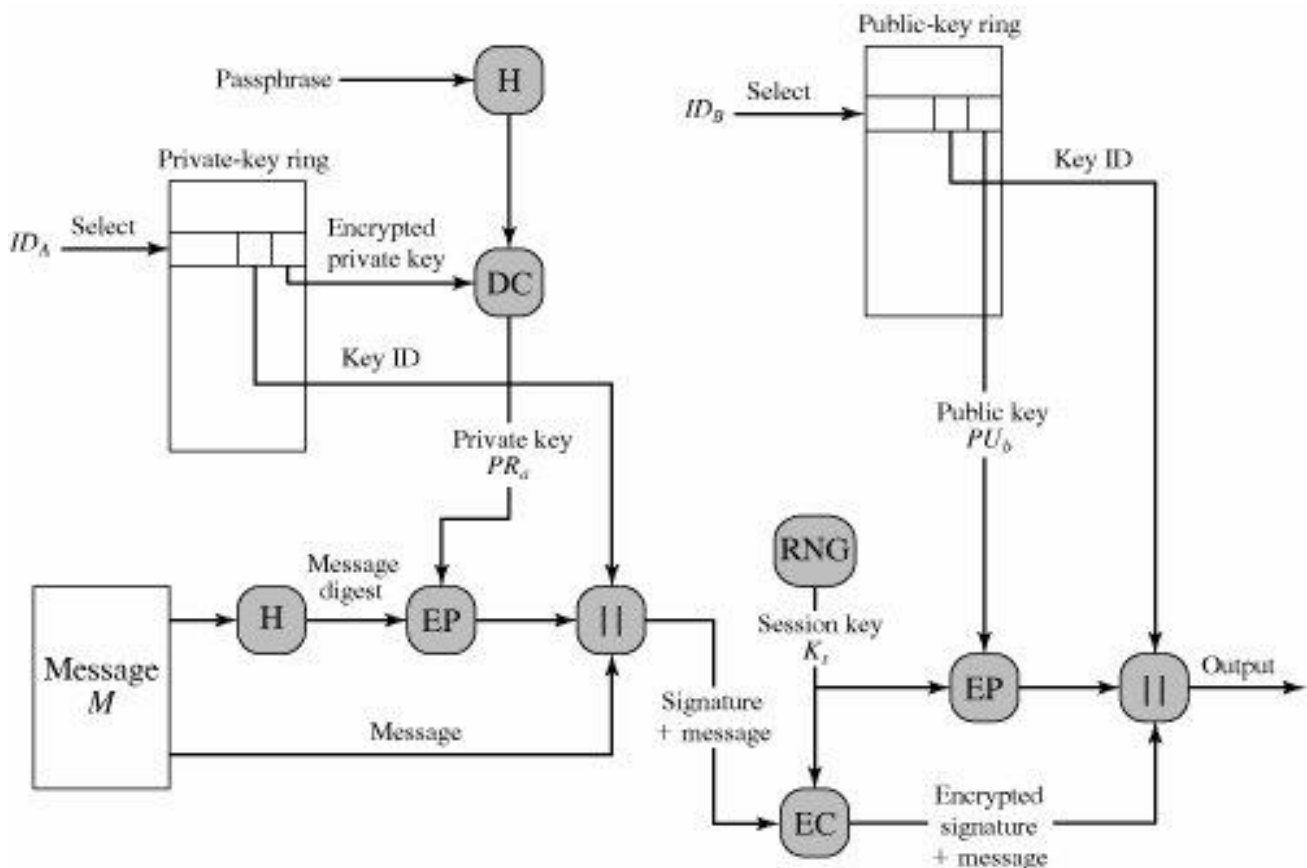 Public-key ring
Passphrase
H
ID_B
Select
Private-key ring
Key ID
ID_A
Select
Encrypted
private key
DC
Key ID
Public key
PU_b
Private key
PR_a
RNG
Message
digest
Session key
K_s
Message
M
H
EP
||
EP
||
Output
Signature
+ message
Message
EC
Encrypted
signature
+ message